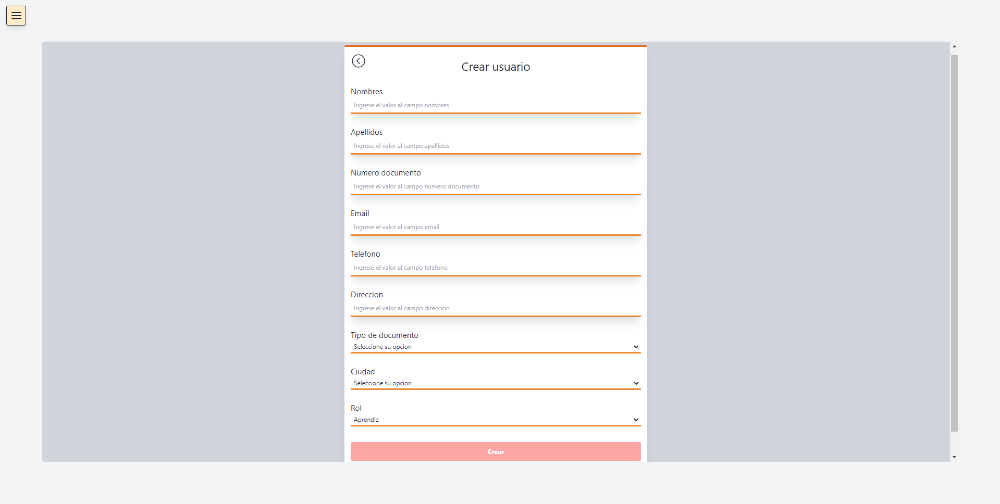 Crear usuario
Nombres
Ingrese el valor al campo nombres
Apellidos
Ingrese el valor al campo apellidos
Numero documento
Ingrese el valor al campo numero documento
Email
Ingrese el valor al campo email
Telefono
Ingrese el valor al campo telefono
Direccion
Ingrese el valor al campo direccion
Tipo de documento
Seleccione su opcion
Ciudad
Seleccione su opcion
Rol
Aprendiz
Crear